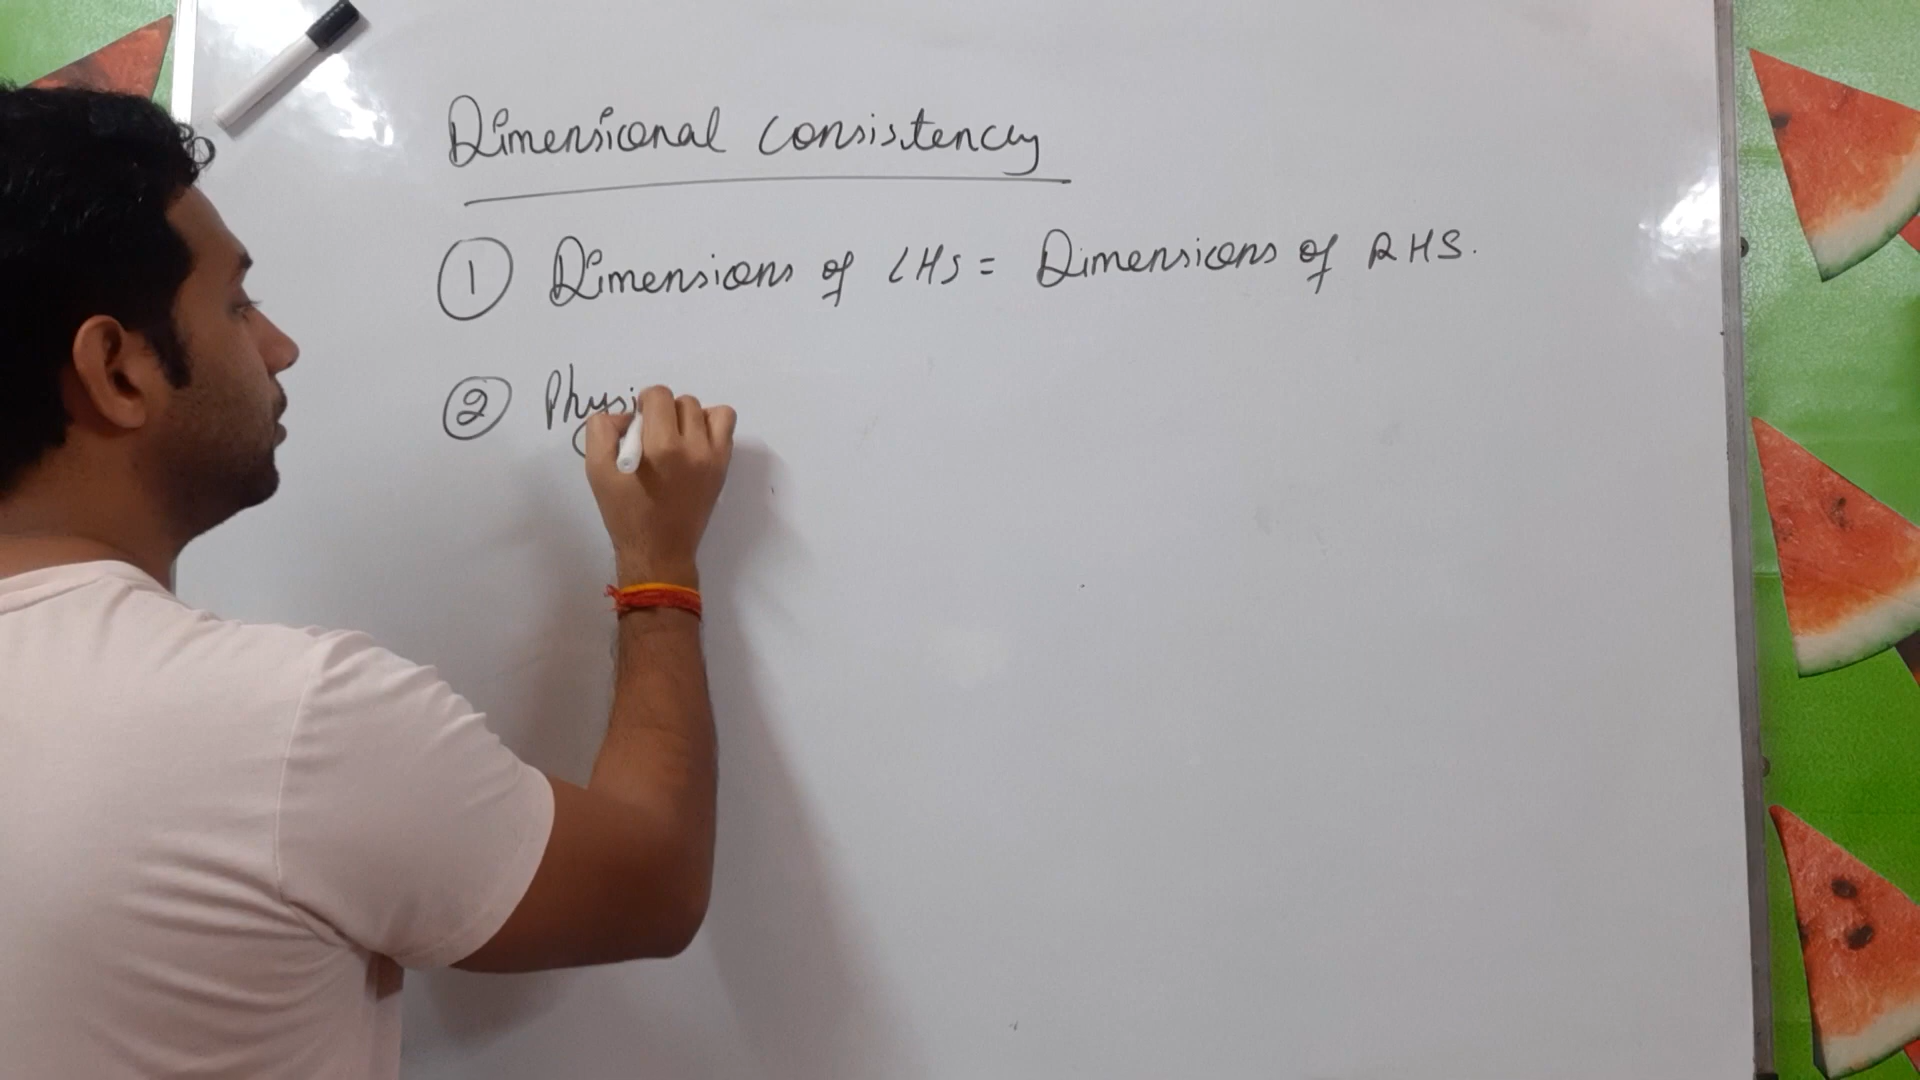 Dimensional consistency
① Dimensions of LHS = Dimensions of RHS.
② Physi